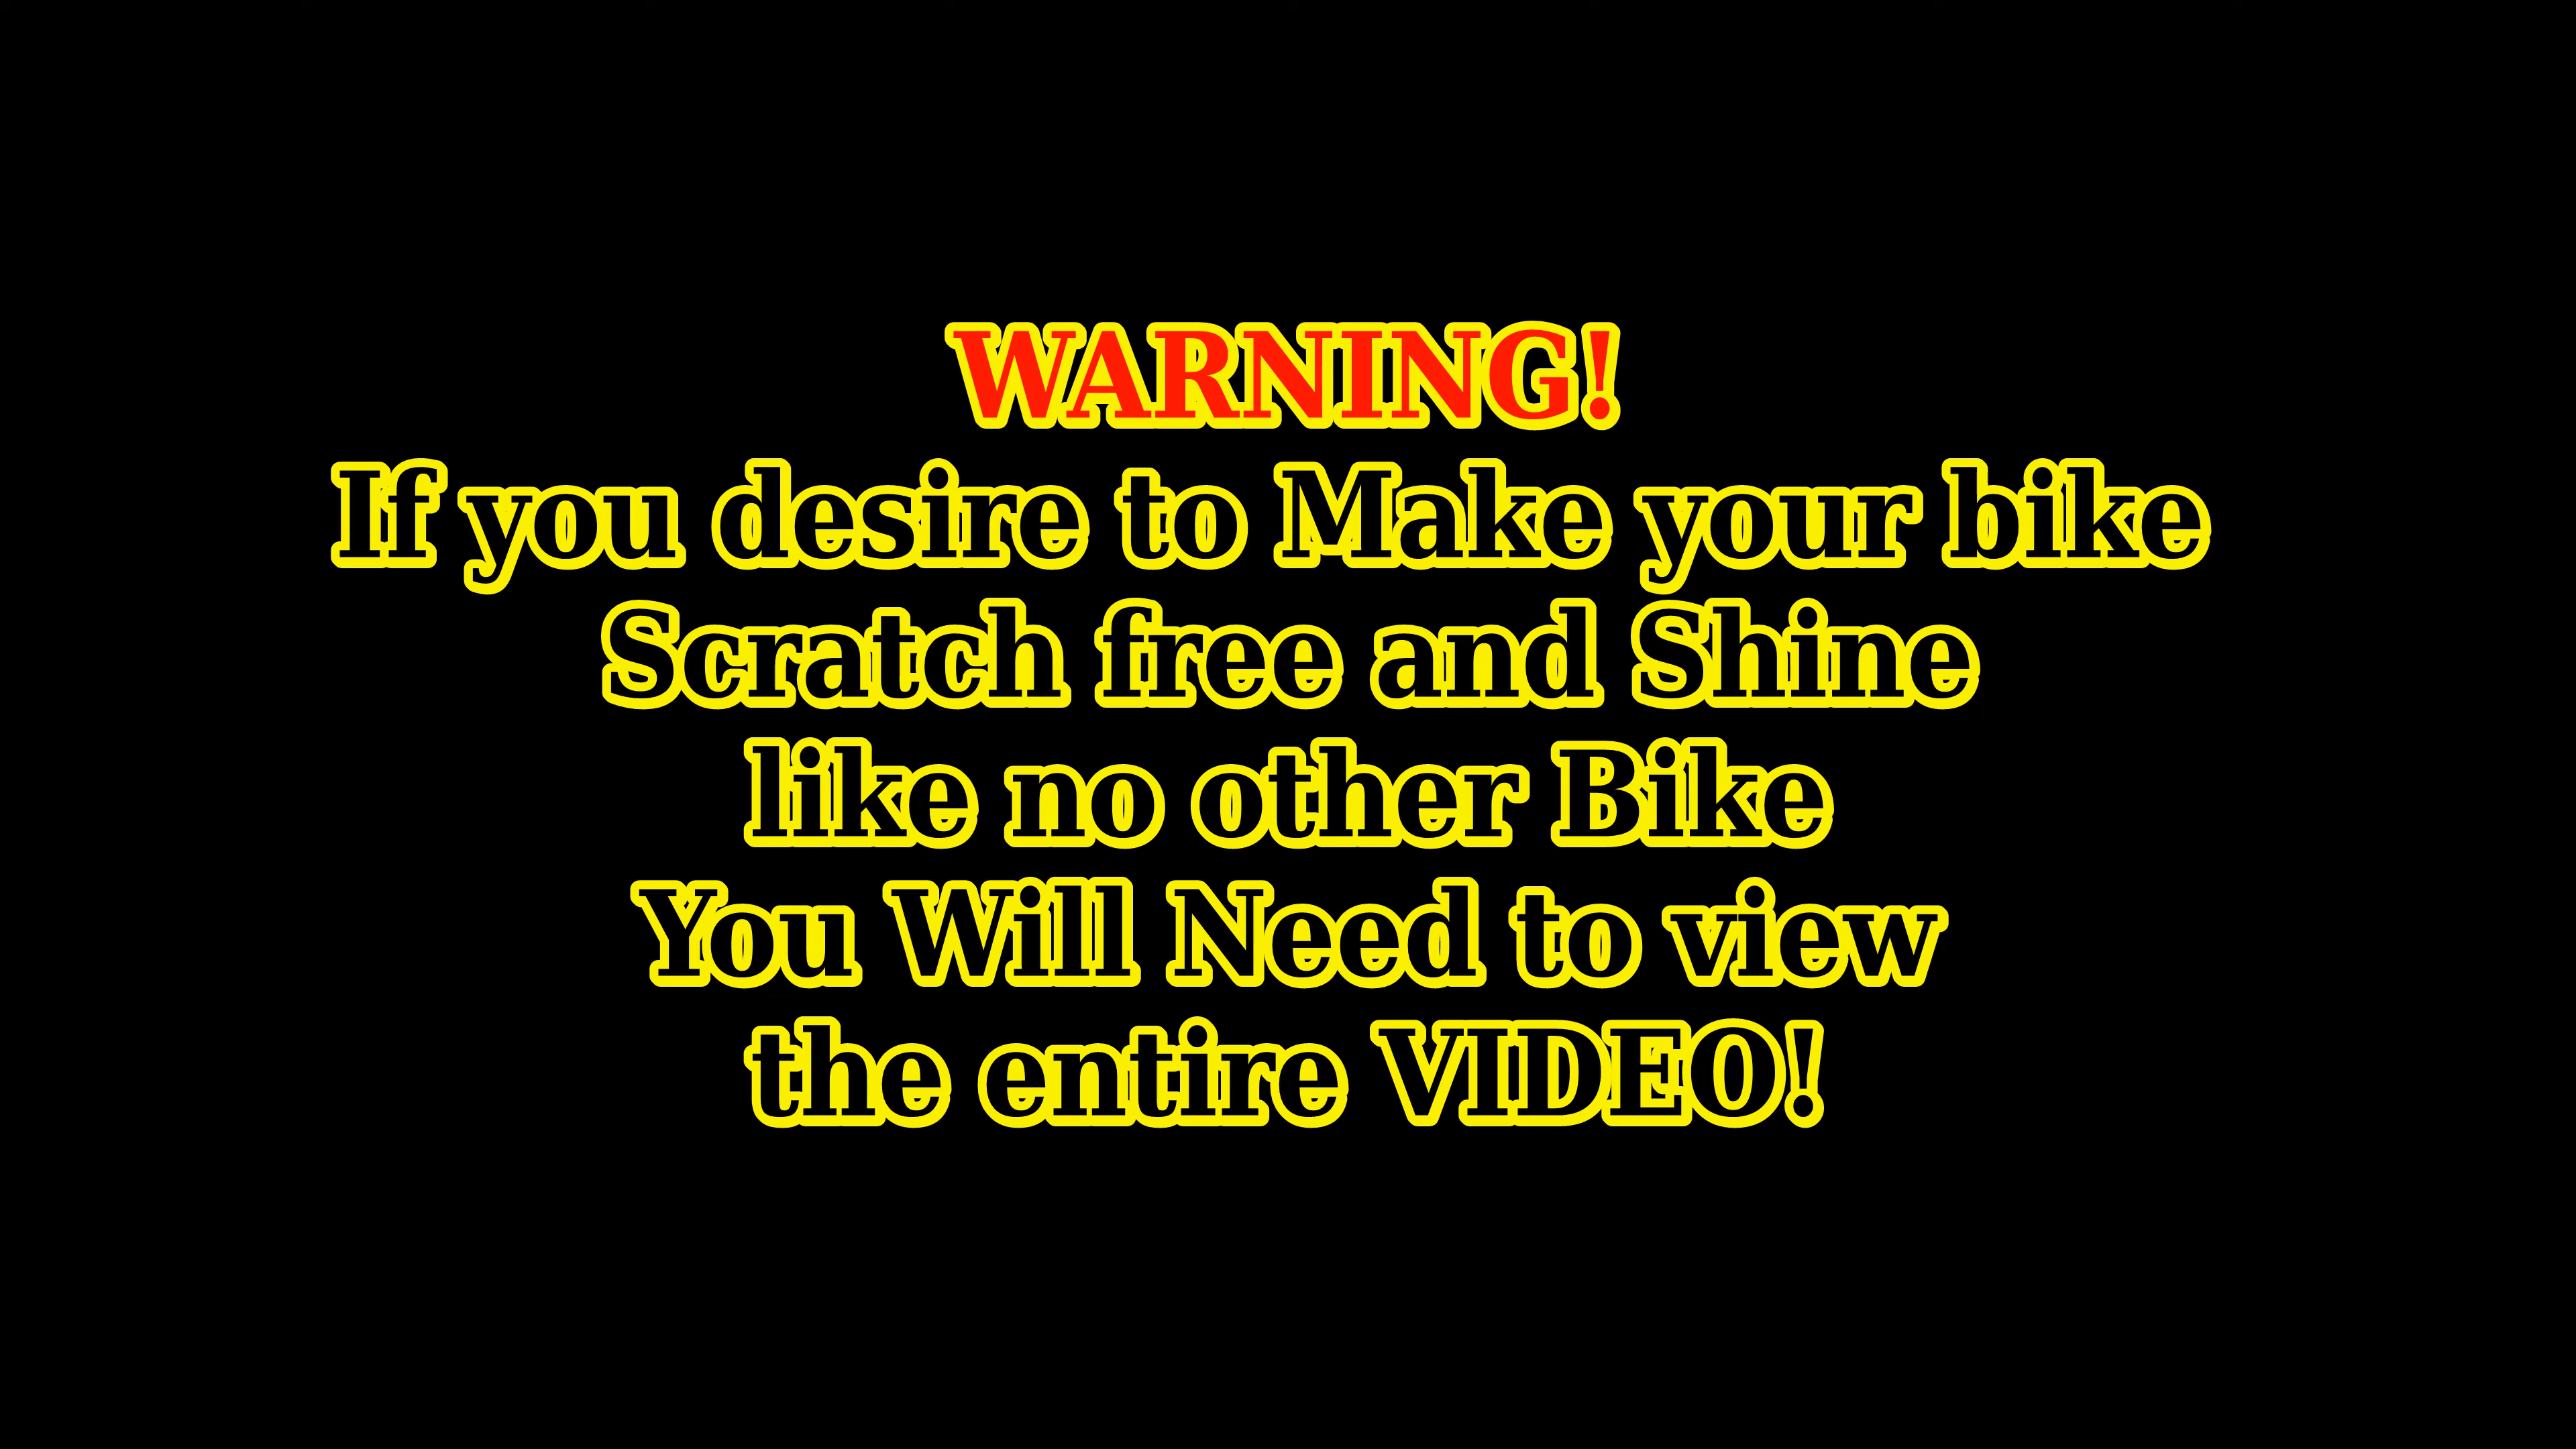 WARNING!
If you desire to Make your bike
Scratch free and Shine
like no other Bike
You Will Need to view
the entire VIDEO!